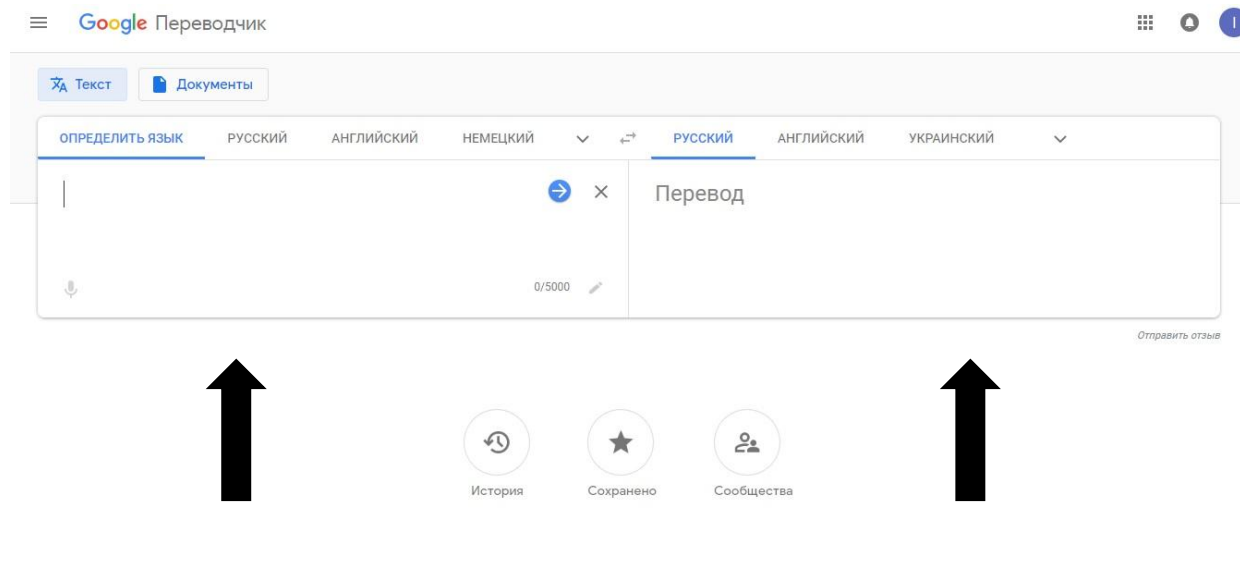 Google Переводчик
I
Текст
Документы
ОПРЕДЕЛИТЬ ЯЗЫК РУССКИЙ АНГЛИЙСКИЙ НЕМЕЦКИЙ РУССКИЙ АНГЛИЙСКИЙ УКРАИНСКИЙ
Перевод
0/5000
Отправить отзыв
История Сохранено Сообщества